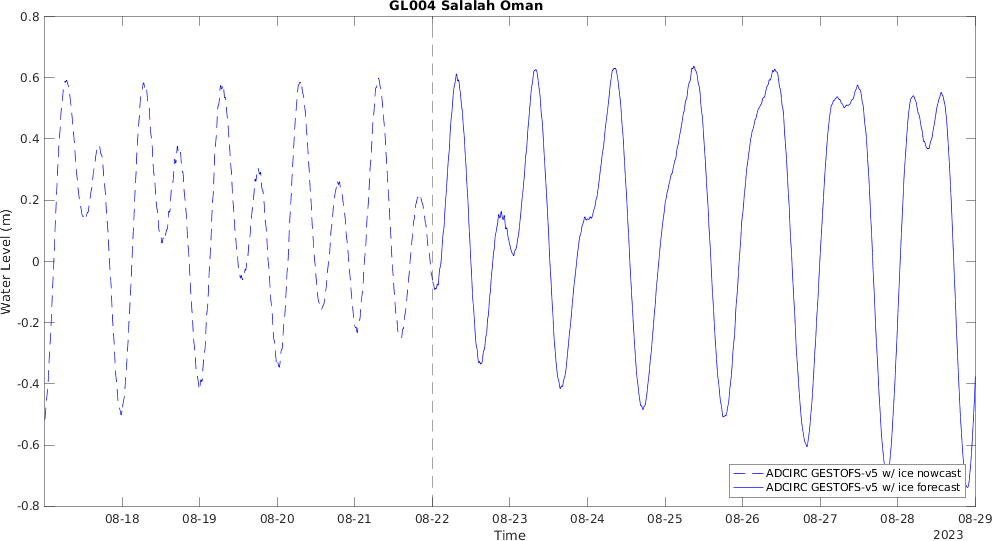 GL004 Salalah Oman
Water Level (m)
0.8
0.6
0.4
0.2
0
-0.2
-0.4
-0.6
-0.8
ADCIRC GESTOFS-v5 w/ ice nowcast
ADCIRC GESTOFS-v5 w/ ice forecast
08-18 08-19 08-20 08-21 08-22 08-23 08-24 08-25 08-26 08-27 08-28 08-29
Time
2023